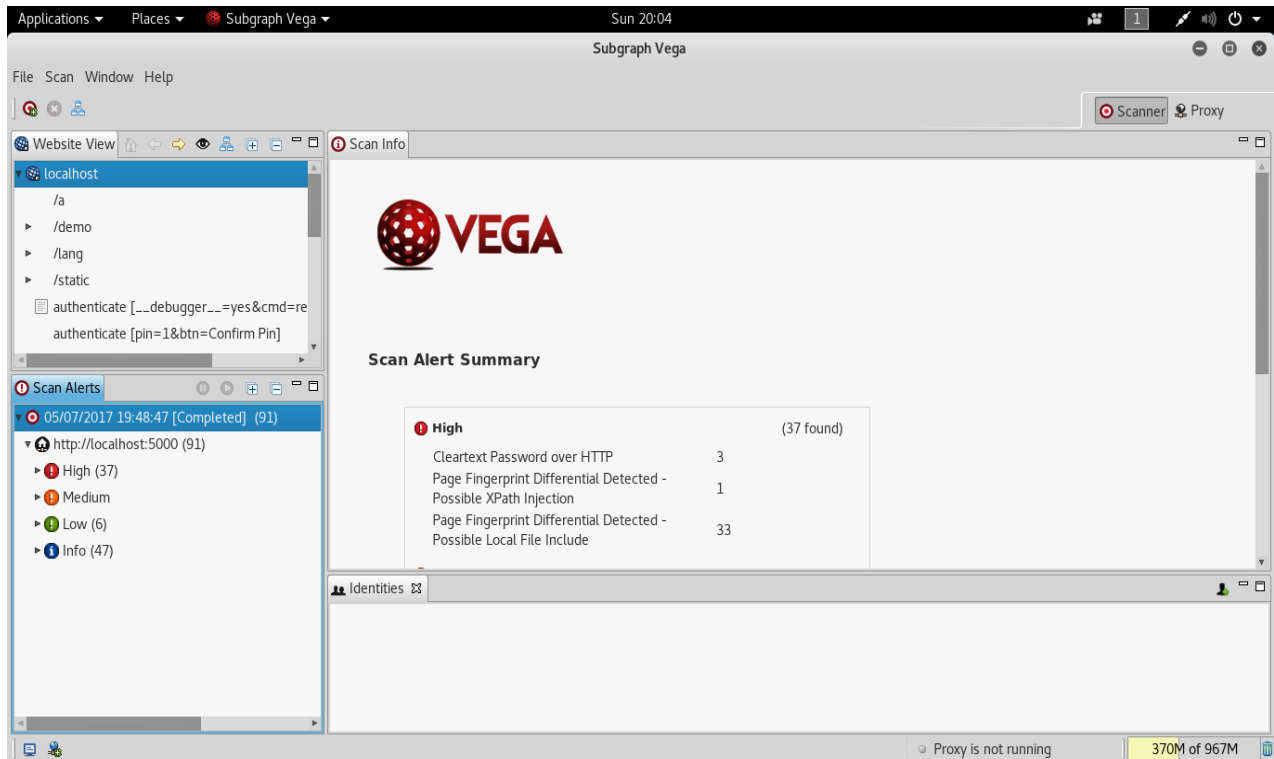 Applications Places Subgraph Vega Sun 20:04 1
Subgraph Vega
File Scan Window Help
Scanner Proxy
Website View
localhost
/a
/demo
/lang
/static
authenticate [__debugger__=yes&cmd=re
authenticate [pin=1&btn=Confirm Pin]
Scan Alerts
05/07/2017 19:48:47 [Completed] (91)
http://localhost:5000 (91)
High (37)
Medium
Low (6)
Info (47)
Scan Info
VEGA
Scan Alert Summary
High (37 found)
Cleartext Password over HTTP 3
Page Fingerprint Differential Detected -
Possible XPath Injection 1
Page Fingerprint Differential Detected -
Possible Local File Include 33
Identities
Proxy is not running 370M of 967M